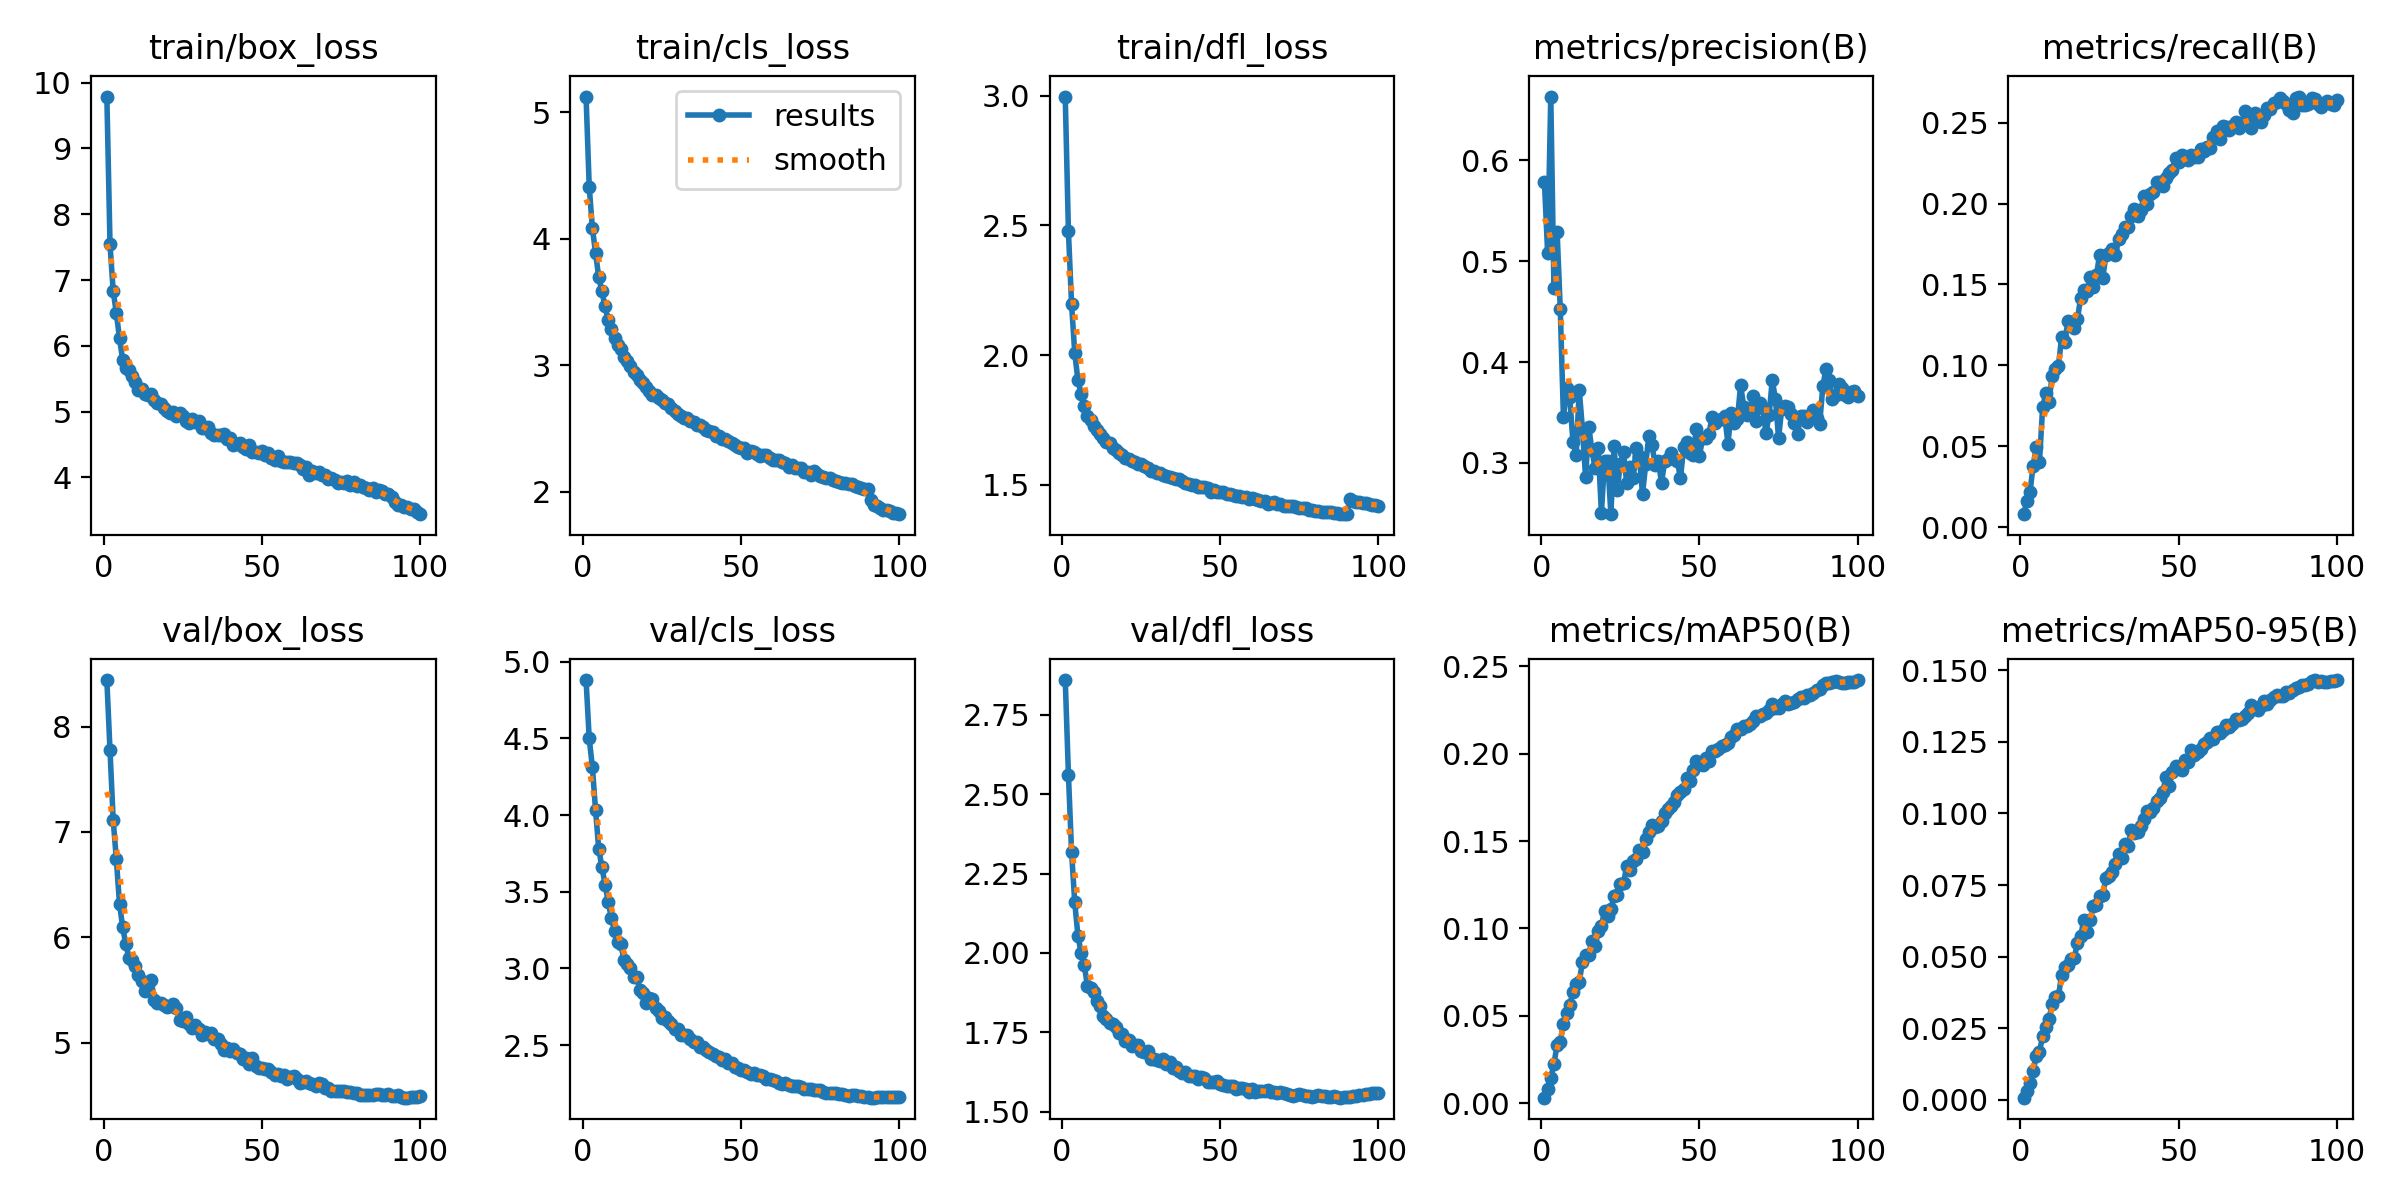 train/box_loss
train/cls_loss
train/dfl_loss
metrics/precision(B)
metrics/recall(B)
10
9
8
7
6
5
4
0 50 100
5
4
3
2
0 50 100
results
smooth
3.0
2.5
2.0
1.5
0 50 100
0.6
0.5
0.4
0.3
0 50 100
0.25
0.20
0.15
0.10
0.05
0.00
0 50 100
val/box_loss
val/cls_loss
val/dfl_loss
metrics/mAP50(B)
metrics/mAP50-95(B)
8
7
6
5
0 50 100
5.0
4.5
4.0
3.5
3.0
2.5
0 50 100
2.75
2.50
2.25
2.00
1.75
1.50
0 50 100
0.25
0.20
0.15
0.10
0.05
0.00
0 50 100
0.150
0.125
0.100
0.075
0.050
0.025
0.000
0 50 100